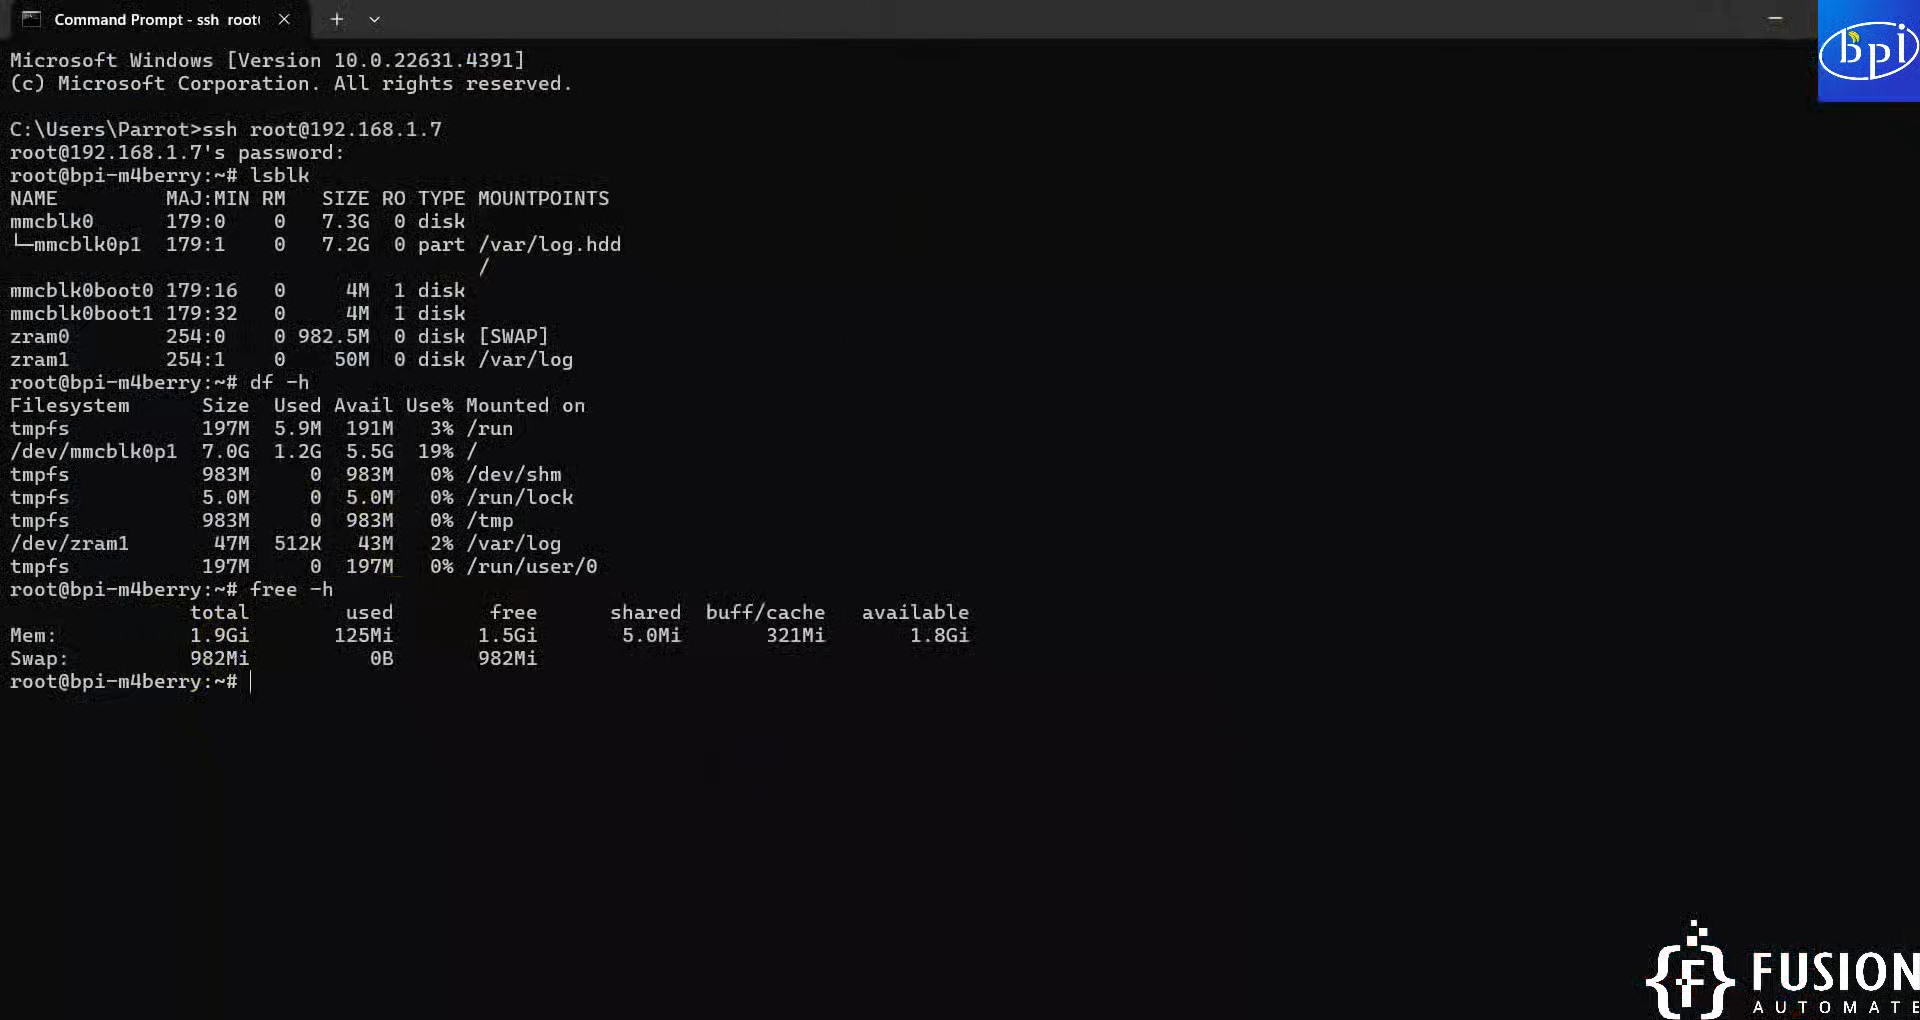 Command Prompt - ssh root(
Microsoft Windows [Version 10.0.22631.4391]
(c) Microsoft Corporation. All rights reserved.
C:\Users\Parrot>ssh root@192.168.1.7
root@192.168.1.7's password:
root@bpi-m4berry:~# lsblk
NAME         MAJ:MIN RM   SIZE RO TYPE MOUNTPOINTS
mmcblk0      179:0    0   7.3G  0 disk
└─mmcblk0p1  179:1    0   7.2G  0 part /var/log.hdd
                                       /
mmcblk0boot0 179:16   0     4M  1 disk
mmcblk0boot1 179:32   0     4M  1 disk
zram0        254:0    0 982.5M  0 disk [SWAP]
zram1        254:1    0    50M  0 disk /var/log
root@bpi-m4berry:~# df -h
Filesystem      Size  Used Avail Use% Mounted on
tmpfs           197M  5.9M  191M   3% /run
/dev/mmcblk0p1  7.0G  1.2G  5.5G  19% /
tmpfs           983M     0  983M   0% /dev/shm
tmpfs           5.0M     0  5.0M   0% /run/lock
tmpfs           983M     0  983M   0% /tmp
/dev/zram1       47M  512K   43M   2% /var/log
tmpfs           197M     0  197M   0% /run/user/0
root@bpi-m4berry:~# free -h
               total        used        free      shared  buff/cache   available
Mem:           1.9Gi       125Mi       1.5Gi       5.0Mi       321Mi       1.8Gi
Swap:          982Mi          0B       982Mi
root@bpi-m4berry:~#
bpi
FUSION
AUTOMATE